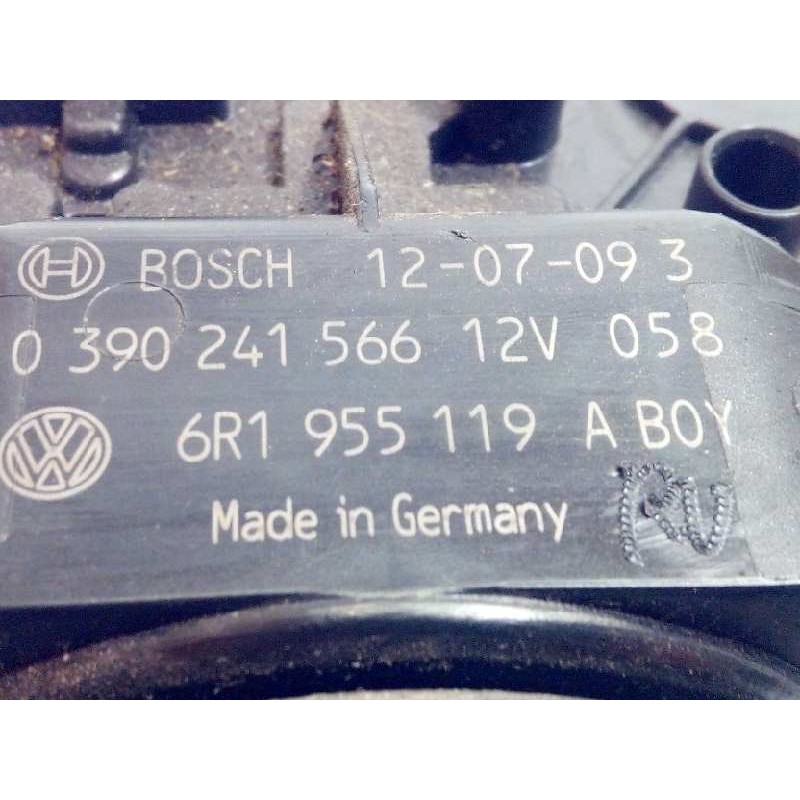 BOSCH 12-07-09 3
0 390 241 566 12V 058
6R1 955 119 A BOY
Made in Germany